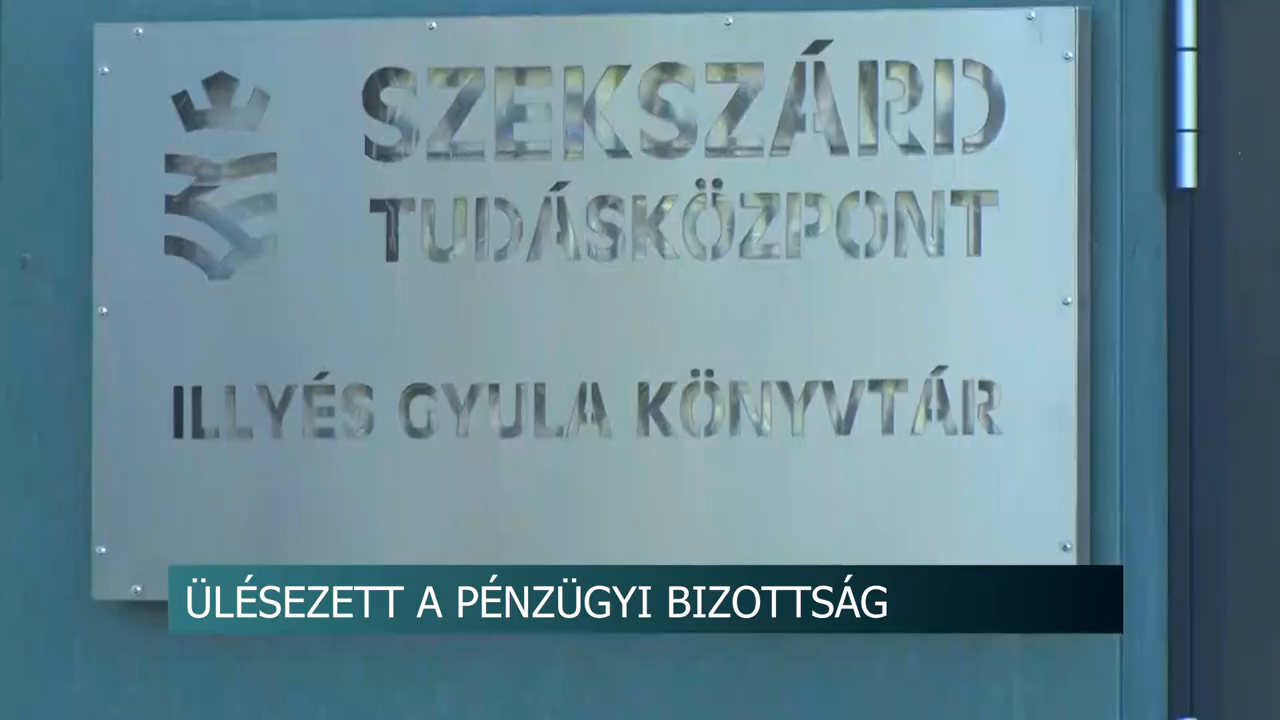 SZEKSZÁRD
TUDÁSKÖZPONT
ILLYÉS GYULA KÖNYVTÁR
ÜLÉSEZETT A PÉNZÜGYI BIZOTTSÁG